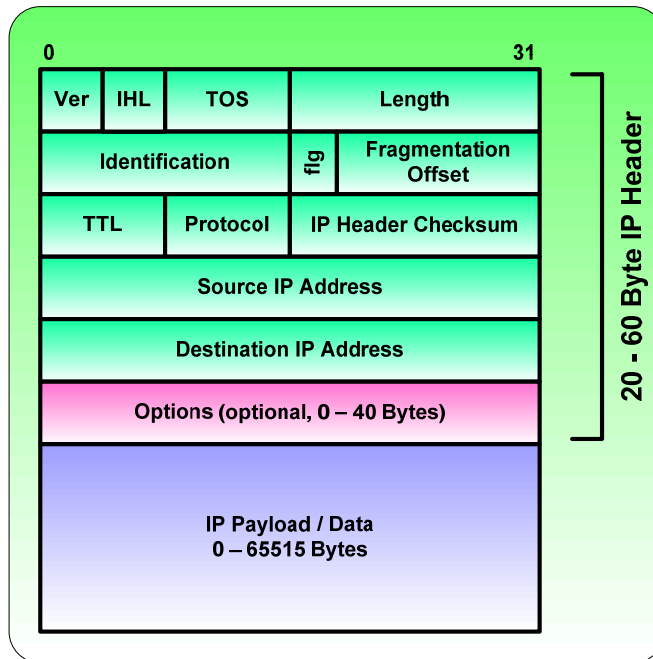 0 31
Ver IHL TOS Length
Identification flg Fragmentation
Offset
TTL Protocol IP Header Checksum
Source IP Address
Destination IP Address
Options (optional, 0 – 40 Bytes)
IP Payload / Data
0 – 65515 Bytes
20 - 60 Byte IP Header